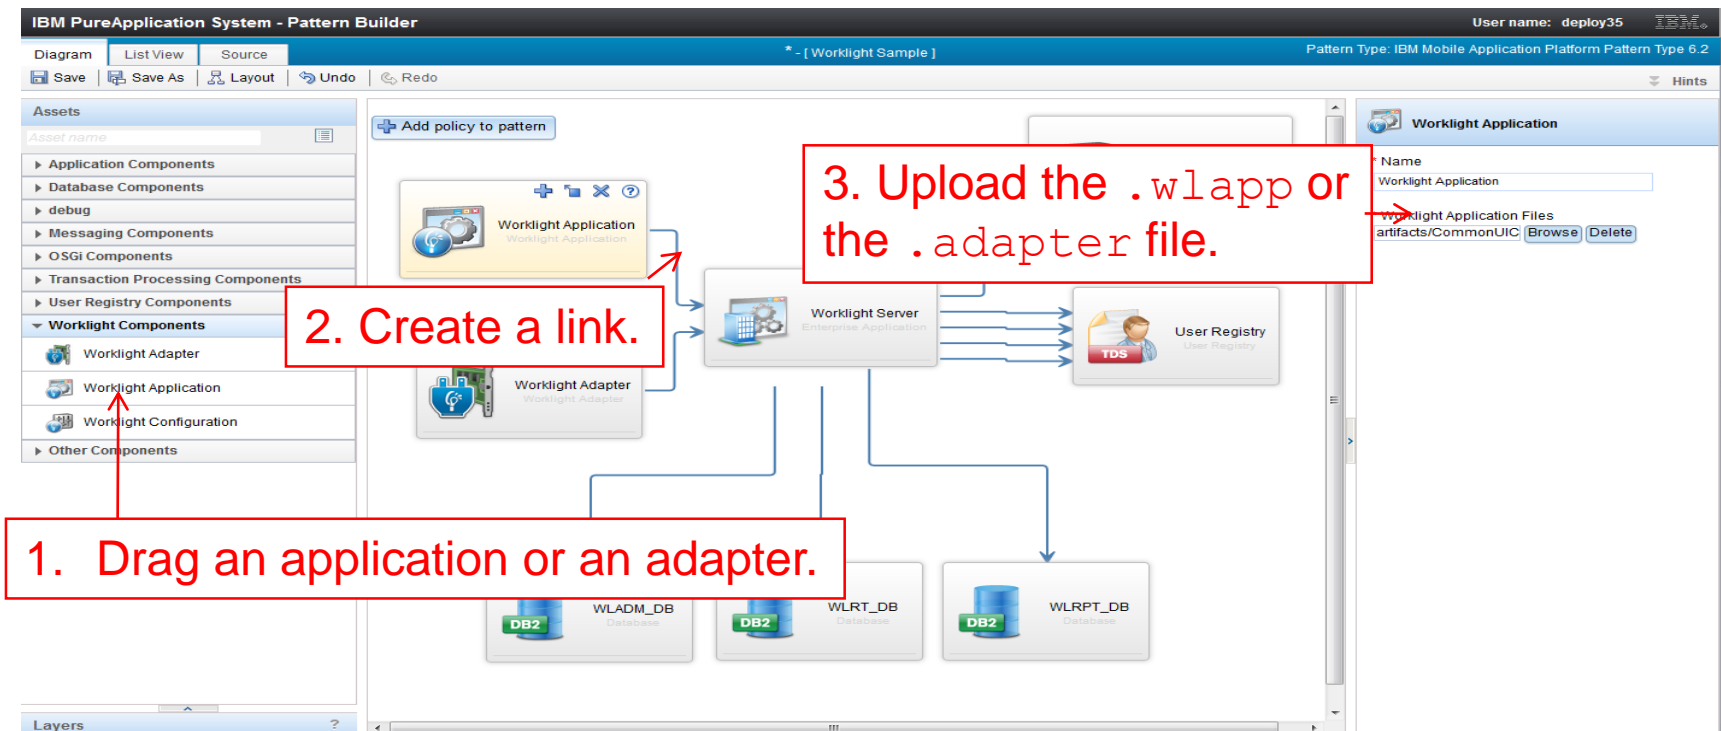 IBM PureApplication System - Pattern Builder
User name: deploy35
IBM
Diagram
List View
Source
* - [ Worklight Sample ]
Pattern Type: IBM Mobile Application Platform Pattern Type 6.2
Save
Save As
Layout
Undo
Redo
Hints
Assets
Asset name
Application Components
Database Components
debug
Messaging Components
OSGi Components
Transaction Processing Components
User Registry Components
Worklight Components
Worklight Adapter
Worklight Application
Worklight Configuration
Other Components
Layers
?
Add policy to pattern
Worklight Application
Worklight Application
2. Create a link.
Worklight Adapter
Worklight Adapter
Worklight Server
Enterprise Application
3. Upload the .wlapp or
the .adapter file.
TDS
User Registry
User Registry
1. Drag an application or an adapter.
DB2
WLADM_DB
Database
DB2
WLRT_DB
Database
DB2
WLRPT_DB
Database
Worklight Application
* Name
Worklight Application
Worklight Application Files
artifacts/CommonUIC
Browse
Delete